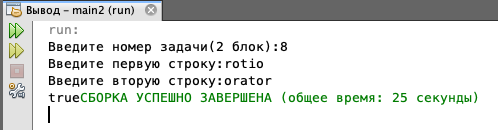 Вывод – main2 (run)
run:
Введите номер задачи(2 блок):8
Введите первую строку:rotio
Введите вторую строку:orator
trueСБОРКА УСПЕШНО ЗАВЕРШЕНА (общее время: 25 секунды)